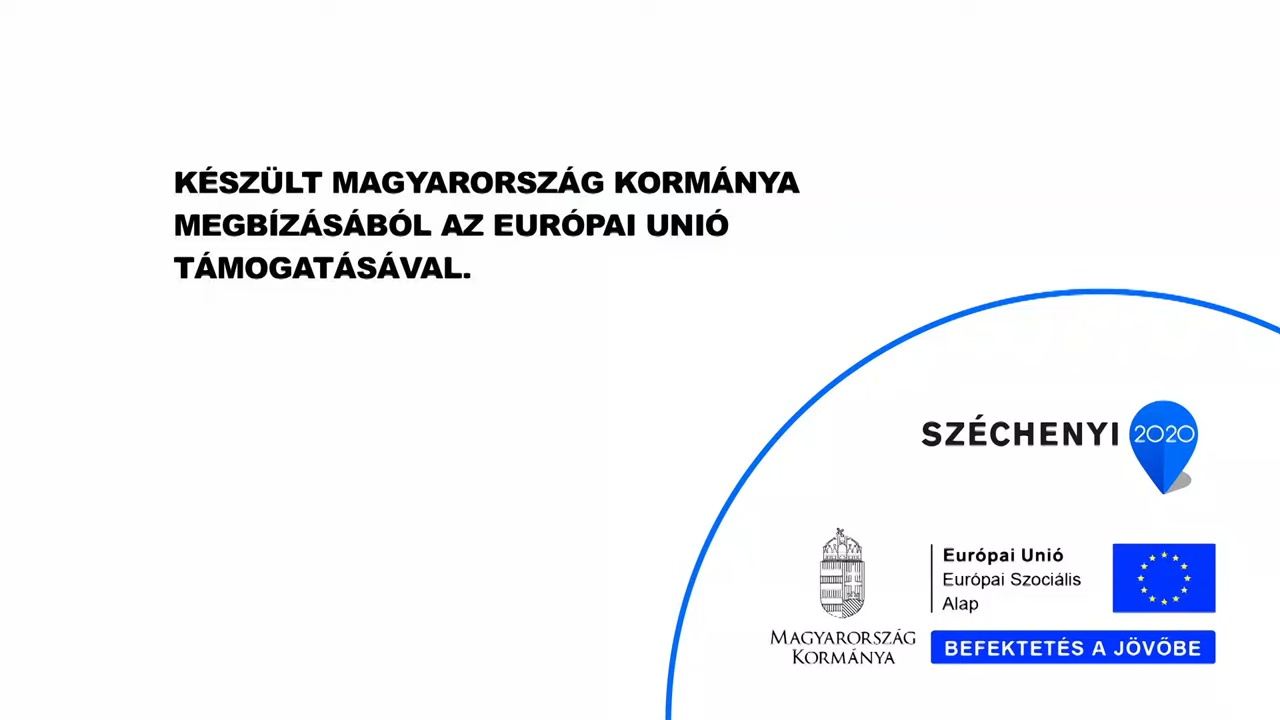 KÉSZÜLT MAGYARORSZÁG KORMÁNYA
MEGBÍZÁSÁBÓL AZ EURÓPAI UNIÓ
TÁMOGATÁSÁVAL.
SZÉCHENYI 2020
Európai Unió
Európai Szociális
Alap
MAGYARORSZÁG
KORMÁNYA
BEFEKTETÉS A JÖVŐBE